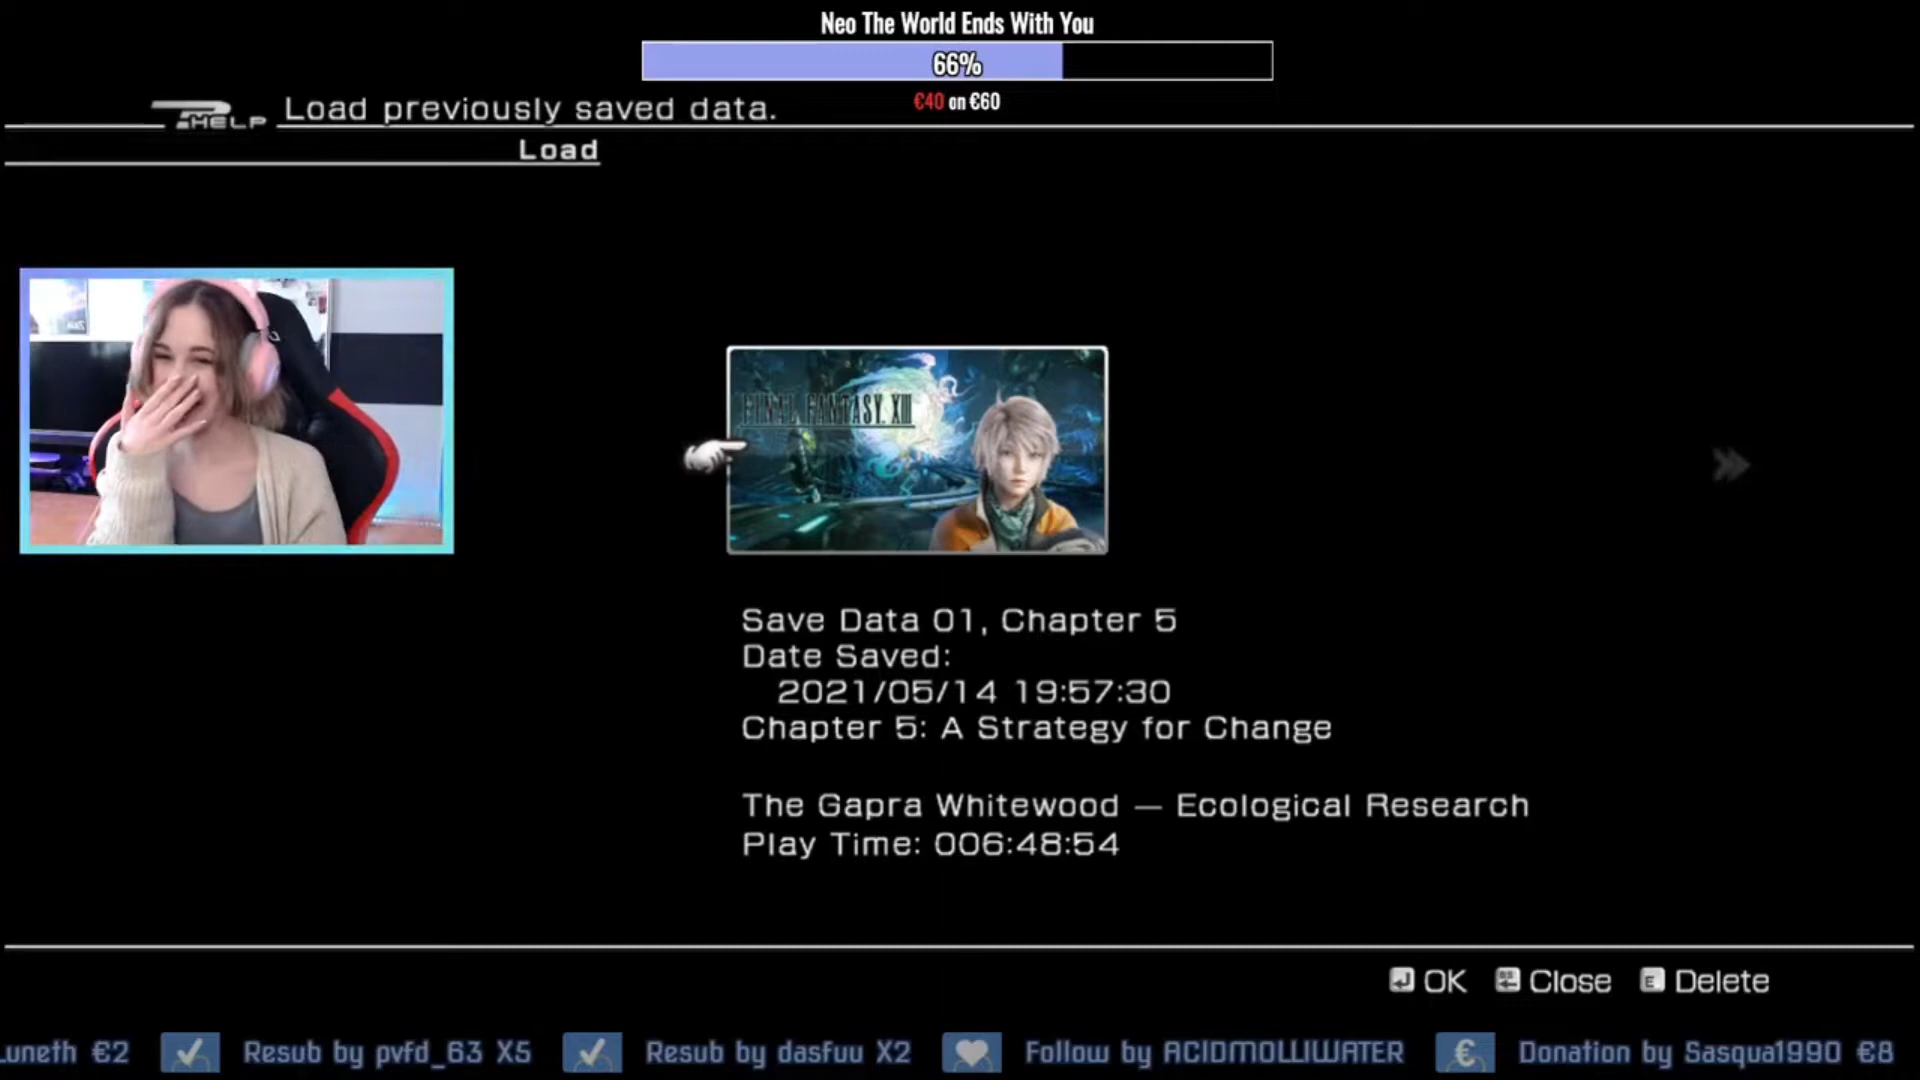 Neo The World Ends With You
66%
€40 on €60
HELP Load previously saved data.
Load
FINAL FANTASY XIII
Save Data 01, Chapter 5
Date Saved:
2021/05/14 19:57:30
Chapter 5: A Strategy for Change
The Gapra Whitewood — Ecological Research
Play Time: 006:48:54
OK Close E Delete
Luneth €2 Resub by pvfd_63 X5 Resub by dasfuu X2 Follow by ACIDMOLLIWATER € Donation by Sasqua1990 €8